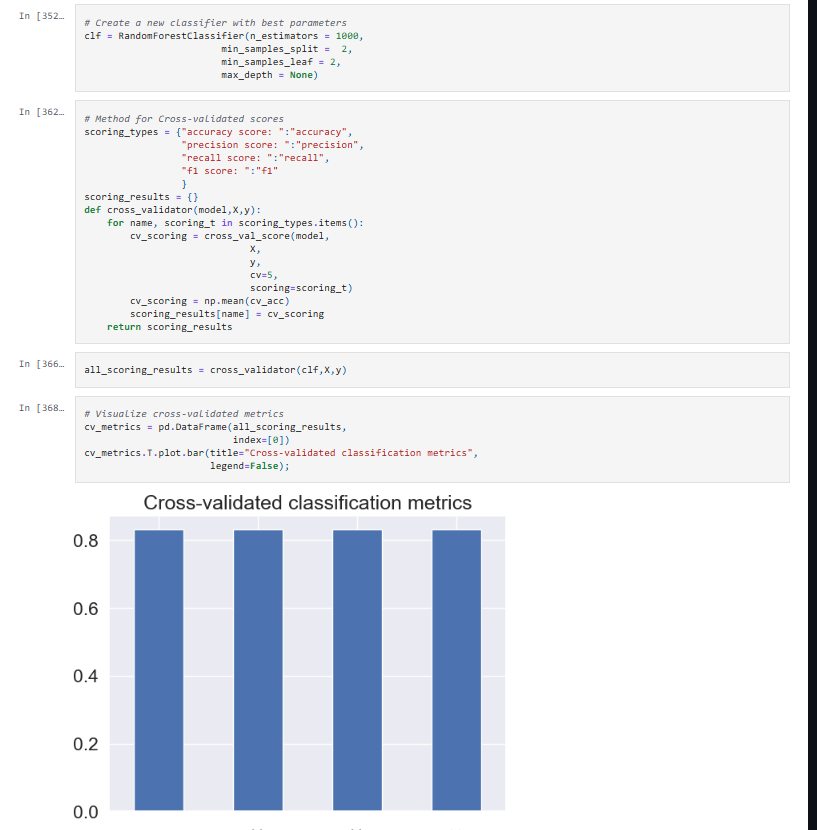 In [352…
# Create a new classifier with best parameters
clf = RandomForestClassifier(n_estimators = 1000,
min_samples_split =  2,
min_samples_leaf = 2,
max_depth = None)
In [362…
# Method for Cross-validated scores
scoring_types = {"accuracy score: ":"accuracy",
"precision score: ":"precision",
"recall score: ":"recall",
"f1 score: ":"f1"
}
scoring_results = {}
def cross_validator(model,X,y):
for name, scoring_t in scoring_types.items():
cv_scoring = cross_val_score(model,
X,
y,
cv=5,
scoring=scoring_t)
cv_scoring = np.mean(cv_acc)
scoring_results[name] = cv_scoring
return scoring_results
In [366…
all_scoring_results = cross_validator(clf,X,y)
In [368…
# Visualize cross-validated metrics
cv_metrics = pd.DataFrame(all_scoring_results,
index=[0])
cv_metrics.T.plot.bar(title="Cross-validated classification metrics",
legend=False);
Cross-validated classification metrics
0.8
0.6
0.4
0.2
0.0